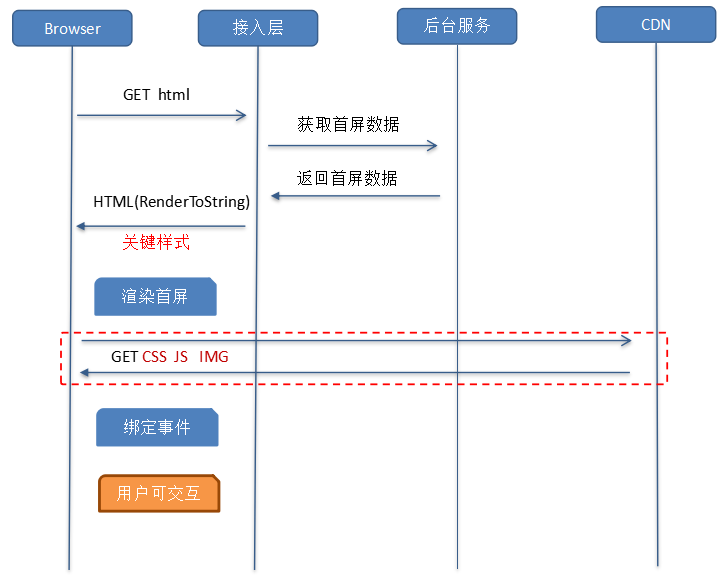 Browser
接入层
后台服务
CDN
GET html
获取首屏数据
返回首屏数据
HTML(RenderToString)
关键样式
渲染首屏
GET CSS JS IMG
绑定事件
用户可交互